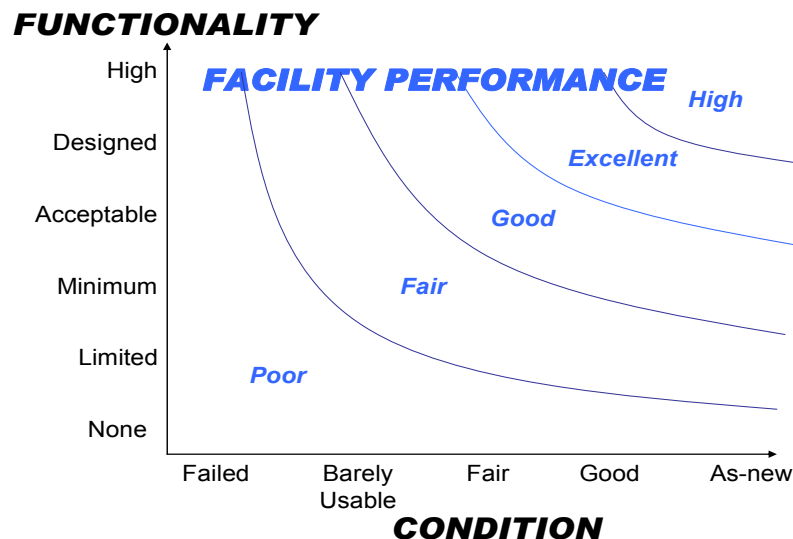 FUNCTIONALITY
High
FACILITY PERFORMANCE
High
Designed
Excellent
Acceptable
Good
Minimum
Fair
Limited
Poor
None
Failed
Barely
Usable
Fair
Good
As-new
CONDITION